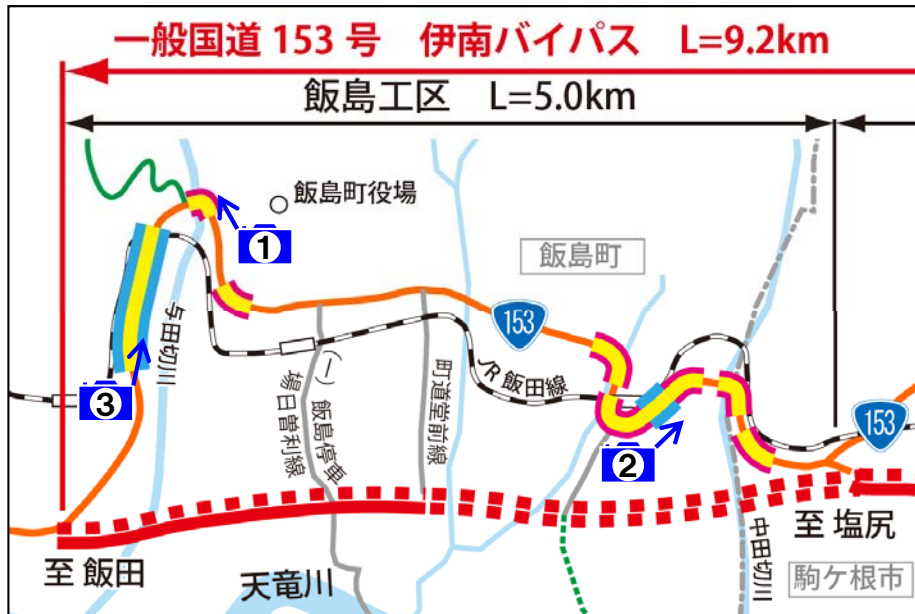 一般国道 153 号　伊南バイパス　L=9.2km
飯島工区　L=5.0km
飯島町役場
1
飯島町
153
与田切川
3
JR飯田線
(一)飯島停車
場日曽利線
町道堂前線
2
153
至 飯田
天竜川
中田切川
至 塩尻
駒ケ根市